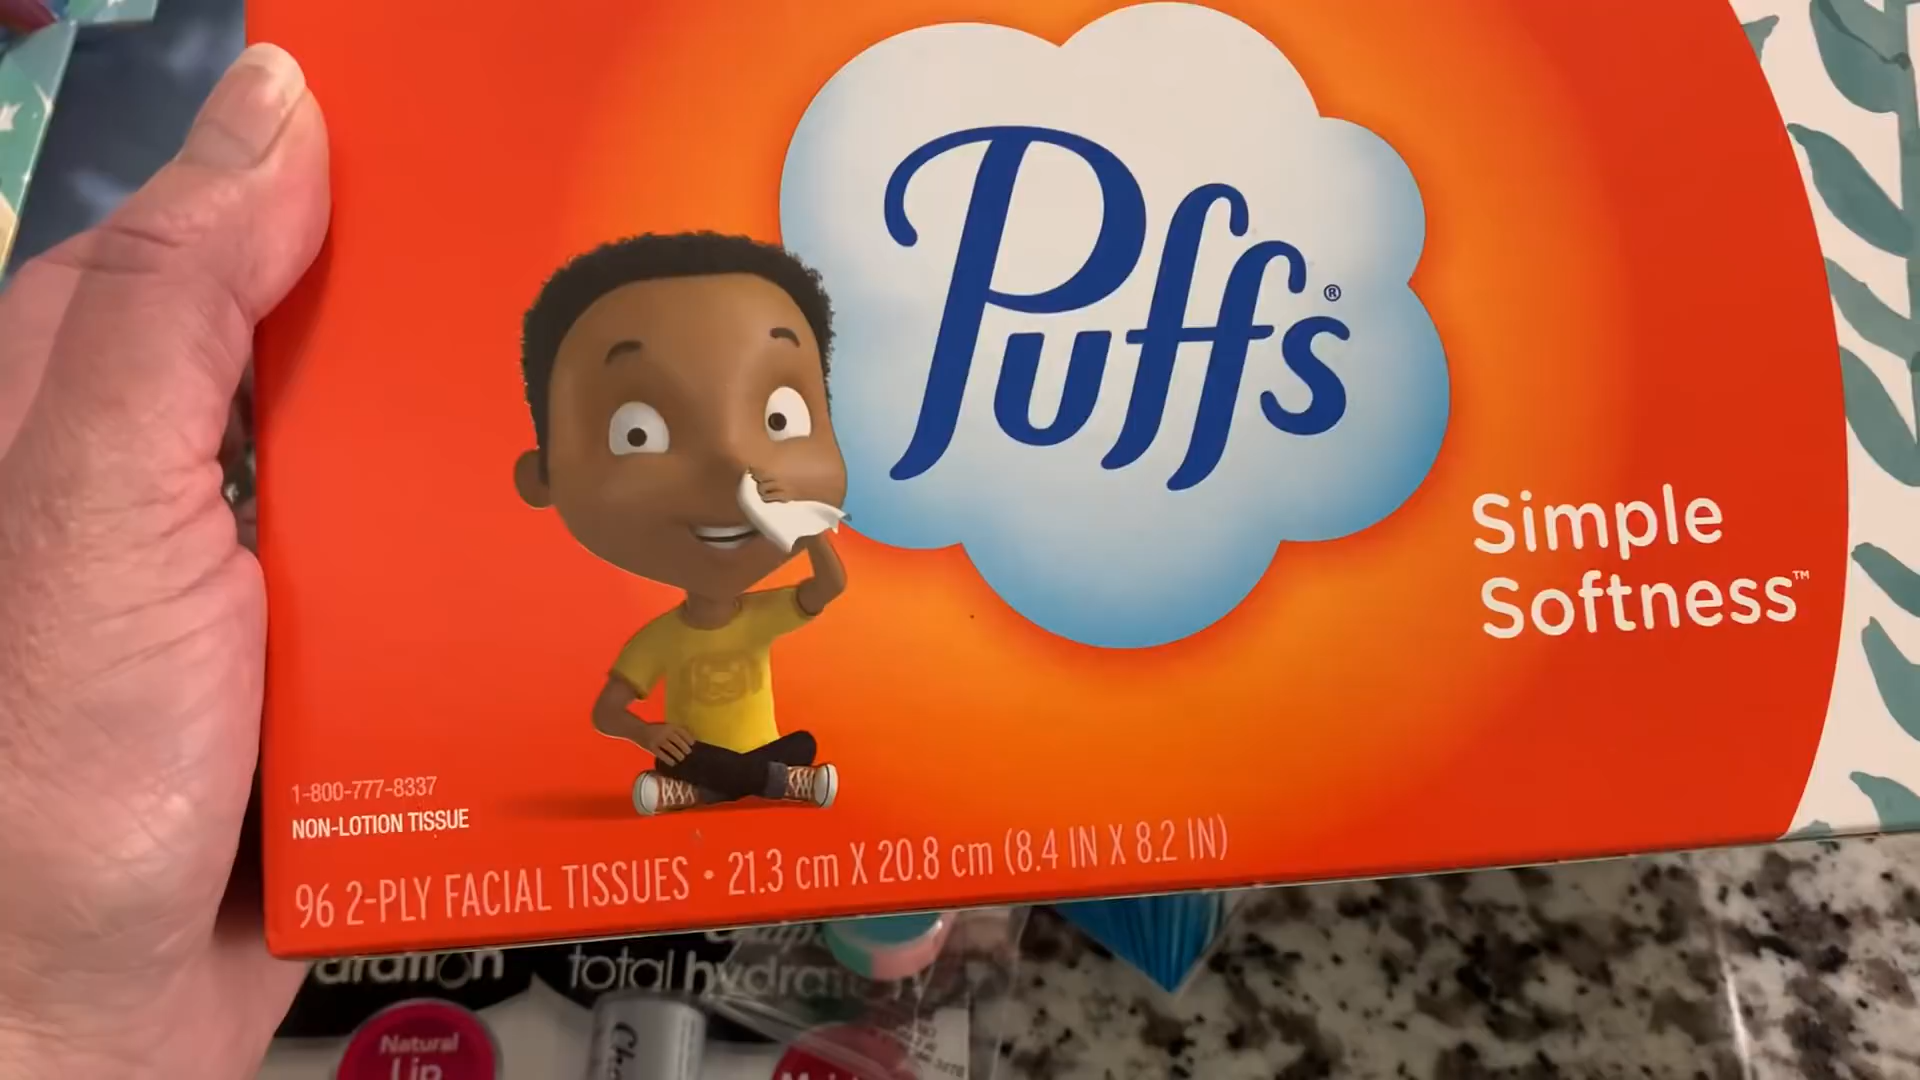 Puffs®
Simple
Softness™
1-800-777-8337
NON-LOTION TISSUE
96 2-PLY FACIAL TISSUES • 21.3 cm X 20.8 cm (8.4 IN X 8.2 IN)
total hydrat
Natural
Lip